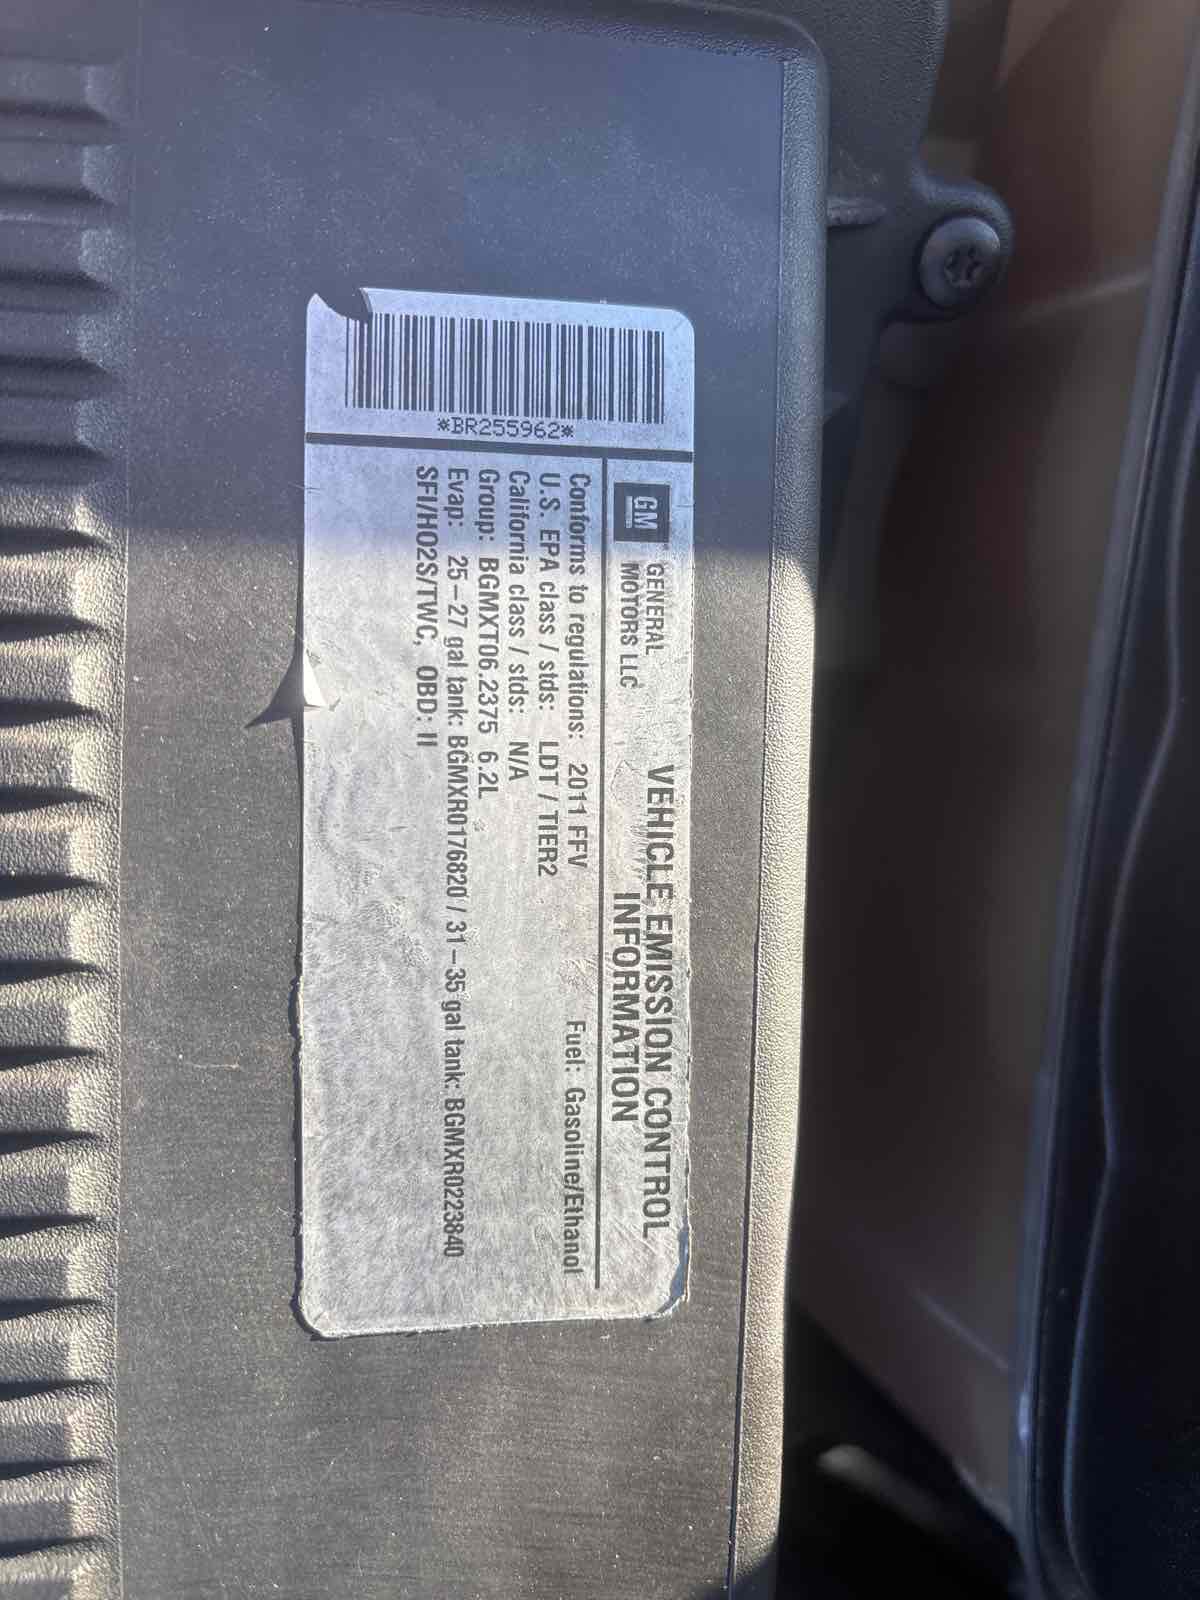 *BR255962*
GM
GENERAL
MOTORS LLC
VEHICLE EMISSION CONTROL
INFORMATION
Conforms to regulations: 2011 FFV Fuel: Gasoline/Ethanol
U.S. EPA class / stds: LDT / TIER2
California class / stds: N/A
Group: BGMXT06.2375 6.2L
Evap: 25-27 gal tank: BGMXR0176820 / 31-35 gal tank: BGMXR0223840
SFI/HO2S/TWC, OBD: II